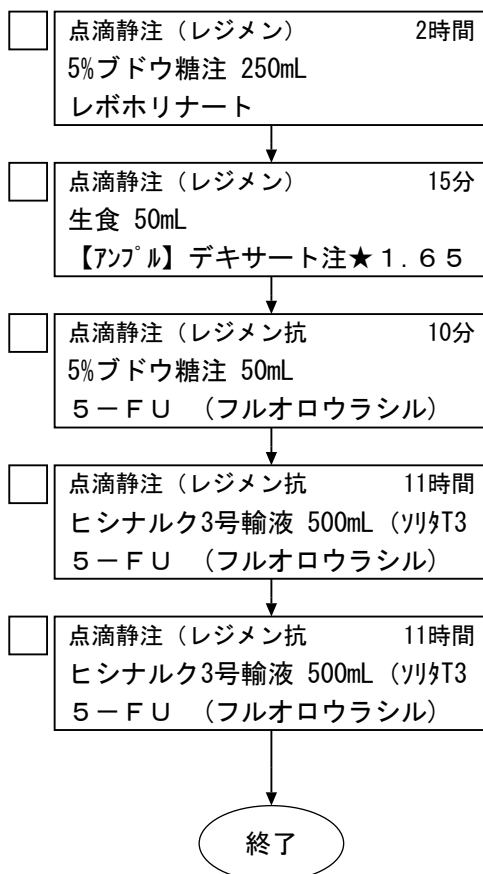 点滴静注（レジメン） 2時間
5%ブドウ糖注 250mL
レボホリナート
点滴静注（レジメン） 15分
生食 50mL
【ｱﾝﾌﾟﾙ】デキサート注★１．６５
点滴静注（レジメン抗 10分
5%ブドウ糖注 50mL
５－ＦＵ （フルオロウラシル）
点滴静注（レジメン抗 11時間
ヒシナルク3号輸液 500mL（ｿﾘﾀT3
５－ＦＵ （フルオロウラシル）
点滴静注（レジメン抗 11時間
ヒシナルク3号輸液 500mL（ｿﾘﾀT3
５－ＦＵ （フルオロウラシル）
終了